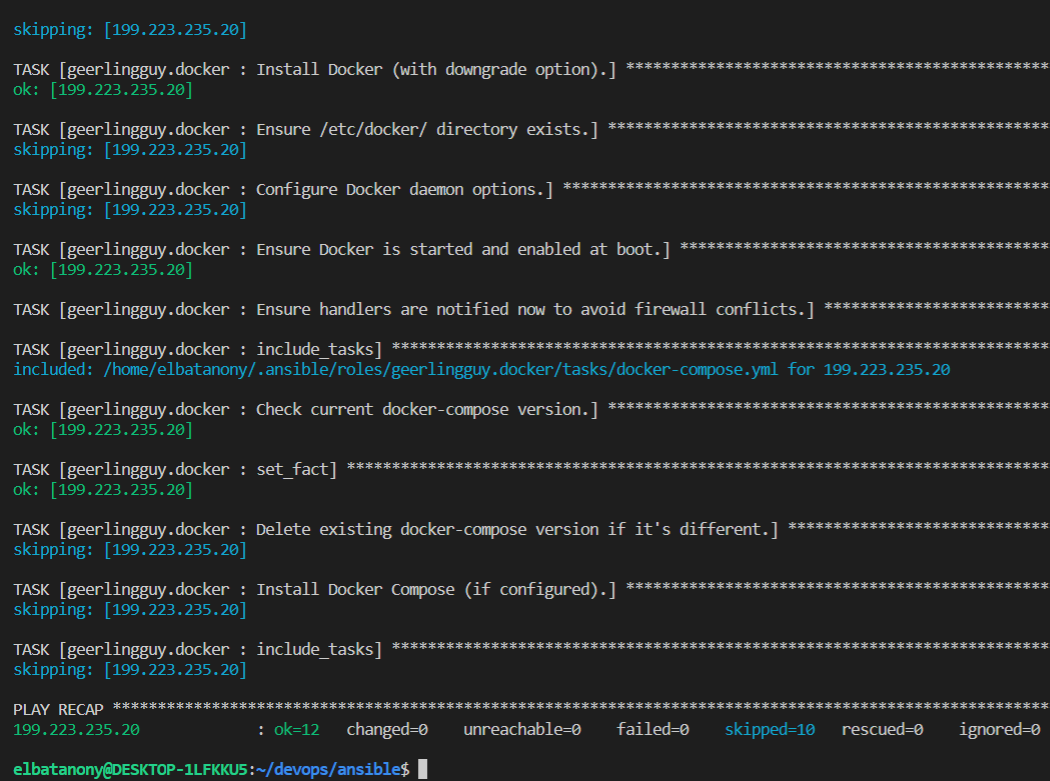 skipping: [199.223.235.20]
TASK [geerlingguy.docker : Install Docker (with downgrade option).] ***********************************************
ok: [199.223.235.20]
TASK [geerlingguy.docker : Ensure /etc/docker/ directory exists.] *************************************************
skipping: [199.223.235.20]
TASK [geerlingguy.docker : Configure Docker daemon options.] ******************************************************
skipping: [199.223.235.20]
TASK [geerlingguy.docker : Ensure Docker is started and enabled at boot.] *****************************************
ok: [199.223.235.20]
TASK [geerlingguy.docker : Ensure handlers are notified now to avoid firewall conflicts.] *************************
TASK [geerlingguy.docker : include_tasks] *************************************************************************
included: /home/elbatanony/.ansible/roles/geerlingguy.docker/tasks/docker-compose.yml for 199.223.235.20
TASK [geerlingguy.docker : Check current docker-compose version.] *************************************************
ok: [199.223.235.20]
TASK [geerlingguy.docker : set_fact] ******************************************************************************
ok: [199.223.235.20]
TASK [geerlingguy.docker : Delete existing docker-compose version if it's different.] *****************************
skipping: [199.223.235.20]
TASK [geerlingguy.docker : Install Docker Compose (if configured).] ***********************************************
skipping: [199.223.235.20]
TASK [geerlingguy.docker : include_tasks] *************************************************************************
skipping: [199.223.235.20]
PLAY RECAP ********************************************************************************************************
199.223.235.20 : ok=12 changed=0 unreachable=0 failed=0 skipped=10 rescued=0 ignored=0
elbatanony@DESKTOP-1LFKKU5:~/devops/ansible$